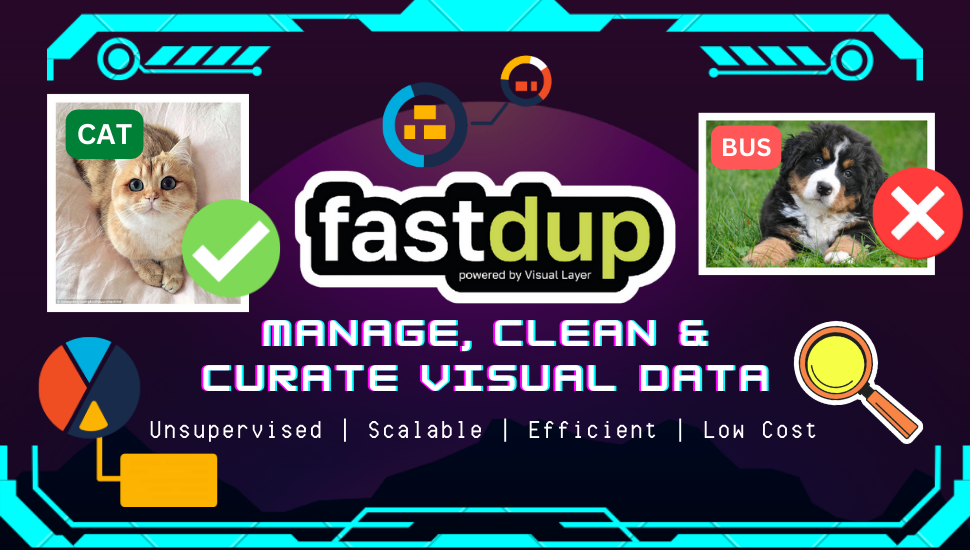 CAT
BUS
fastdup
powered by Visual Layer
MANAGE, CLEAN &
CURATE VISUAL DATA
Unsupervised | Scalable | Efficient | Low Cost